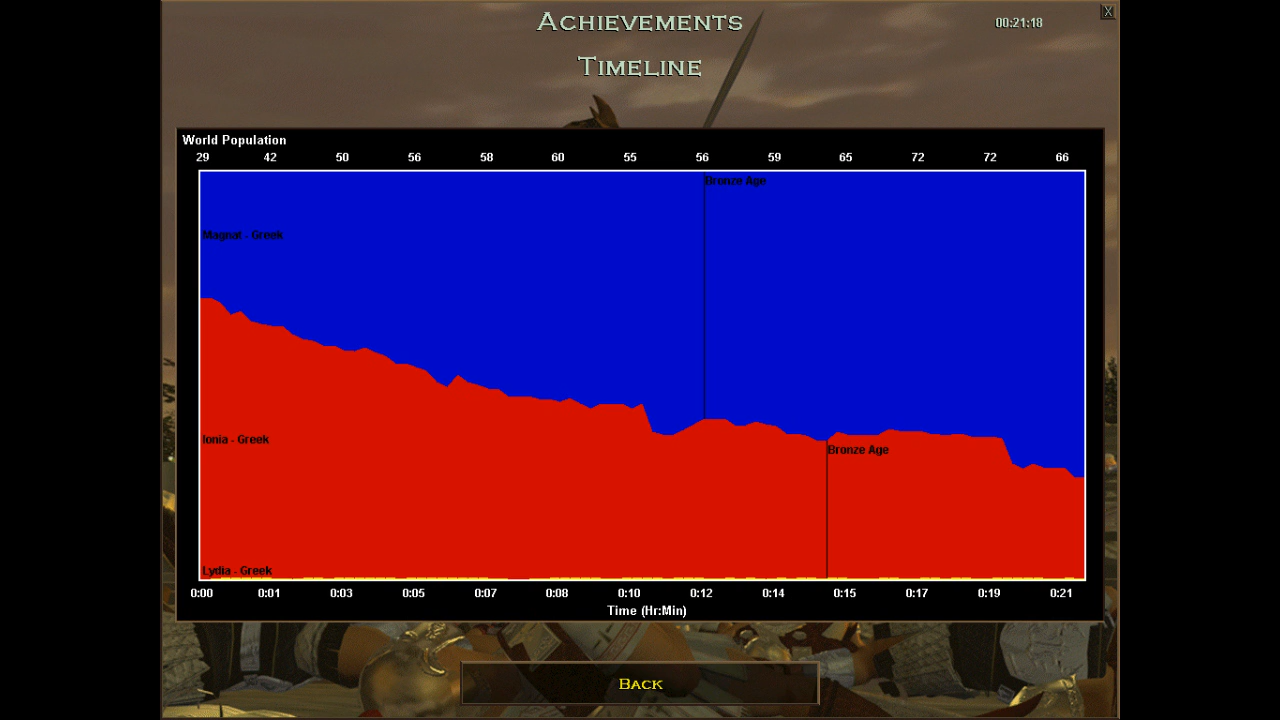 Achievements
00:21:18
X
Timeline
World Population
29 42 50 56 58 60 55 56 59 65 72 72 66
Bronze Age
Magnat - Greek
Ionia - Greek
Bronze Age
Lydia - Greek
0:00 0:01 0:03 0:05 0:07 0:08 0:10 0:12 0:14 0:15 0:17 0:19 0:21
Time (Hr:Min)
Back